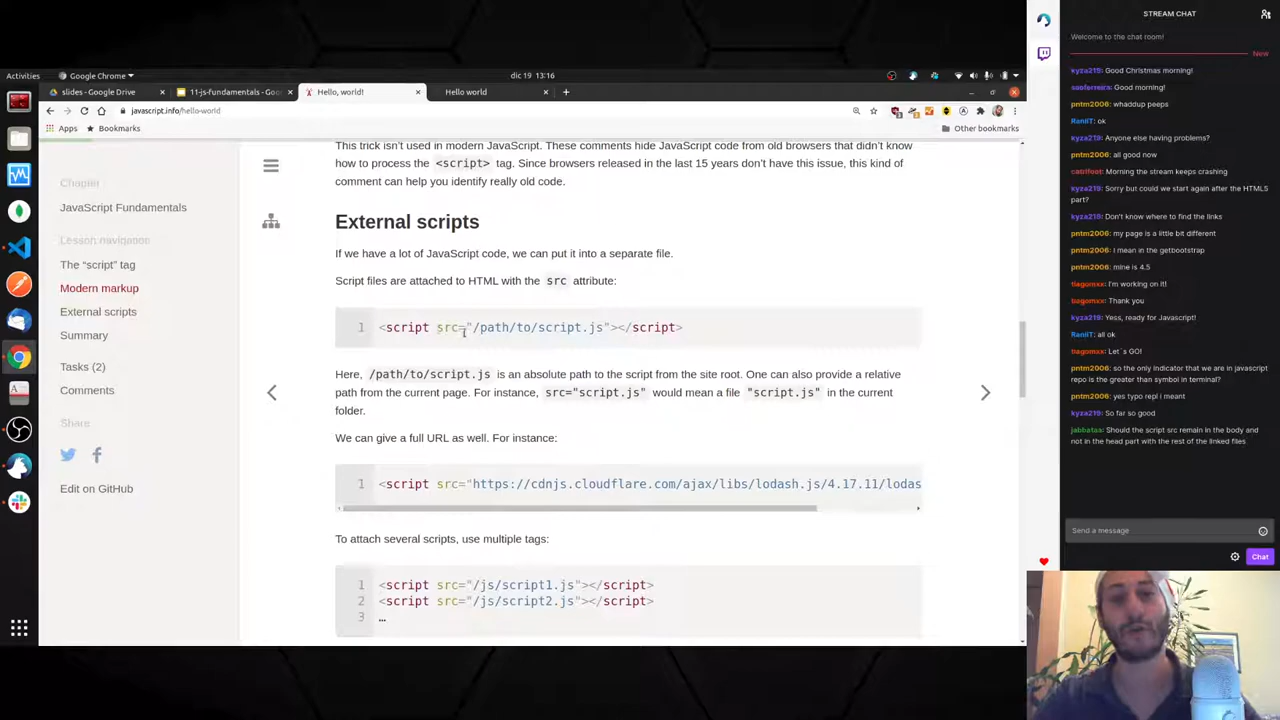 STREAM CHAT
Welcome to the chat room!
New
Activities
Google Chrome
dic 19 13:16
slides - Google Drive
11-js-fundamentals - Goo
Hello, world!
Hello world
javascript.info/hello-world
Apps
Bookmarks
Other bookmarks
Chapter
JavaScript Fundamentals
Lesson navigation
The “script” tag
Modern markup
External scripts
Summary
Tasks (2)
Comments
Share
Edit on GitHub
This trick isn’t used in modern JavaScript. These comments hide JavaScript code from old browsers that didn’t know
how to process the <script> tag. Since browsers released in the last 15 years don’t have this issue, this kind of
comment can help you identify really old code.
External scripts
If we have a lot of JavaScript code, we can put it into a separate file.
Script files are attached to HTML with the src attribute:
1 <script src="/path/to/script.js"></script>
Here, /path/to/script.js is an absolute path to the script from the site root. One can also provide a relative
path from the current page. For instance, src="script.js" would mean a file "script.js" in the current
folder.
We can give a full URL as well. For instance:
1 <script src="https://cdnjs.cloudflare.com/ajax/libs/lodash.js/4.17.11/lodas
To attach several scripts, use multiple tags:
1 <script src="/js/script1.js"></script>
2 <script src="/js/script2.js"></script>
3 …
kyza219: Good Christmas morning!
Good morning!
pntm2006: whaddup peeps
RaniiT: ok
kyza219: Anyone else having problems?
pntm2006: all good now
Morning the stream keeps crashing
kyza219: Sorry but could we start again after the HTML5
part?
kyza219: Don't know where to find the links
pntm2006: my page is a little bit different
pntm2006: I mean in the getbootstrap
pntm2006: mine is 4.5
tiagomxx: I'm working on it!
tiagomxx: Thank you
kyza219: Yess, ready for Javascript!
RaniiT: all ok
tiagomxx: Let´s GO!
pntm2006: so the only indicator that we are in javascript
repo is the greater than symbol in terminal?
pntm2006: yes typo repl i meant
kyza219: So far so good
jabbataa: Should the script src remain in the body and
not in the head part with the rest of the linked files
Send a message
Chat